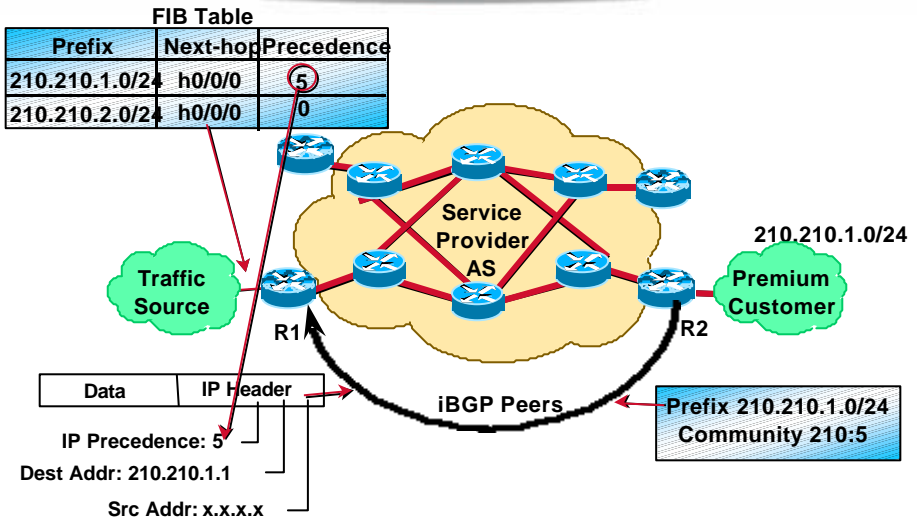 FIB Table
Prefix Next-hop Precedence
210.210.1.0/24 h0/0/0 5
210.210.2.0/24 h0/0/0 0
Service
Provider
AS
210.210.1.0/24
Traffic
Source
Premium
Customer
R1
R2
Data IP Header
iBGP Peers
Prefix 210.210.1.0/24
Community 210:5
IP Precedence: 5
Dest Addr: 210.210.1.1
Src Addr: x.x.x.x